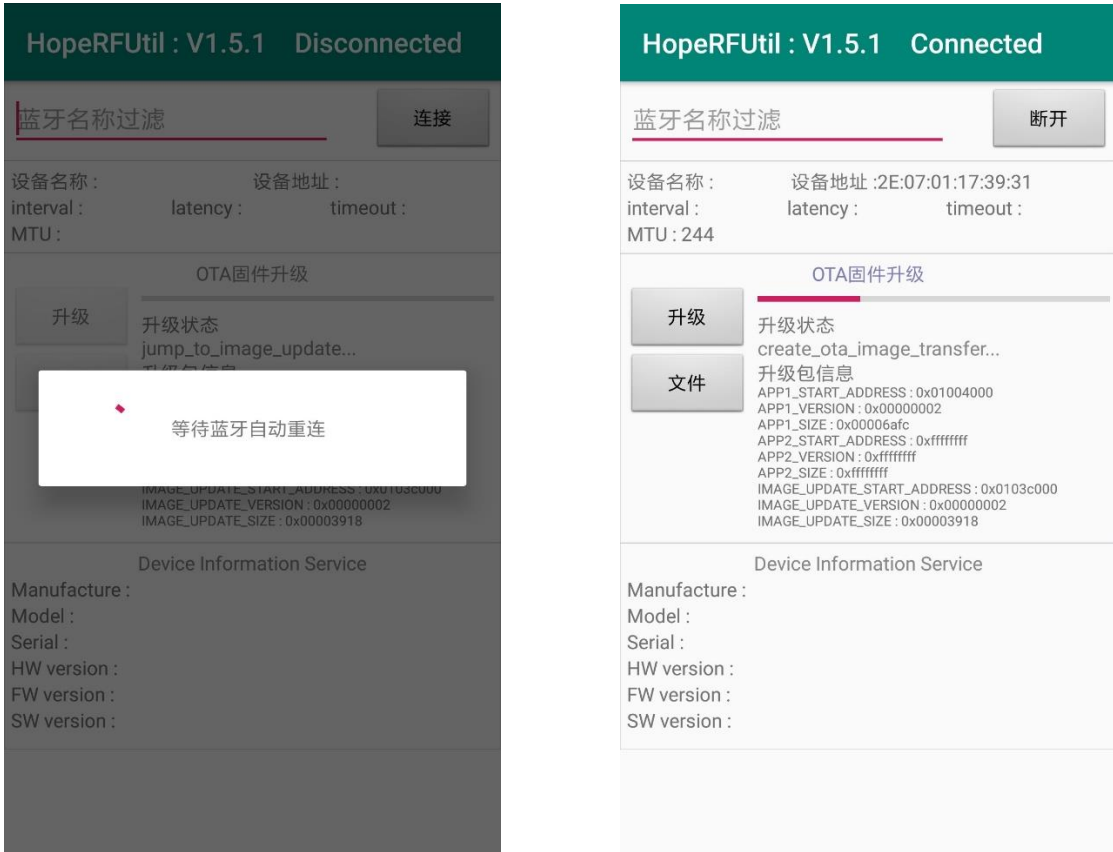 HopeRFUtil : V1.5.1 Disconnected
蓝牙名称过滤 连接
设备名称 : 设备地址 :
interval : latency : timeout :
MTU :
OTA固件升级
升级
升级状态
jump_to_image_update...
等待蓝牙自动重连
IMAGE_UPDATE_START_ADDRESS : 0x0103c000
IMAGE_UPDATE_VERSION : 0x00000002
IMAGE_UPDATE_SIZE : 0x00003918
Device Information Service
Manufacture :
Model :
Serial :
HW version :
FW version :
SW version :
HopeRFUtil : V1.5.1 Connected
蓝牙名称过滤 断开
设备名称 : 设备地址 :2E:07:01:17:39:31
interval : latency : timeout :
MTU : 244
OTA固件升级
升级
升级状态
create_ota_image_transfer...
文件
升级包信息
APP1_START_ADDRESS : 0x01004000
APP1_VERSION : 0x00000002
APP1_SIZE : 0x00006afc
APP2_START_ADDRESS : 0xffffffff
APP2_VERSION : 0xffffffff
APP2_SIZE : 0xffffffff
IMAGE_UPDATE_START_ADDRESS : 0x0103c000
IMAGE_UPDATE_VERSION : 0x00000002
IMAGE_UPDATE_SIZE : 0x00003918
Device Information Service
Manufacture :
Model :
Serial :
HW version :
FW version :
SW version :